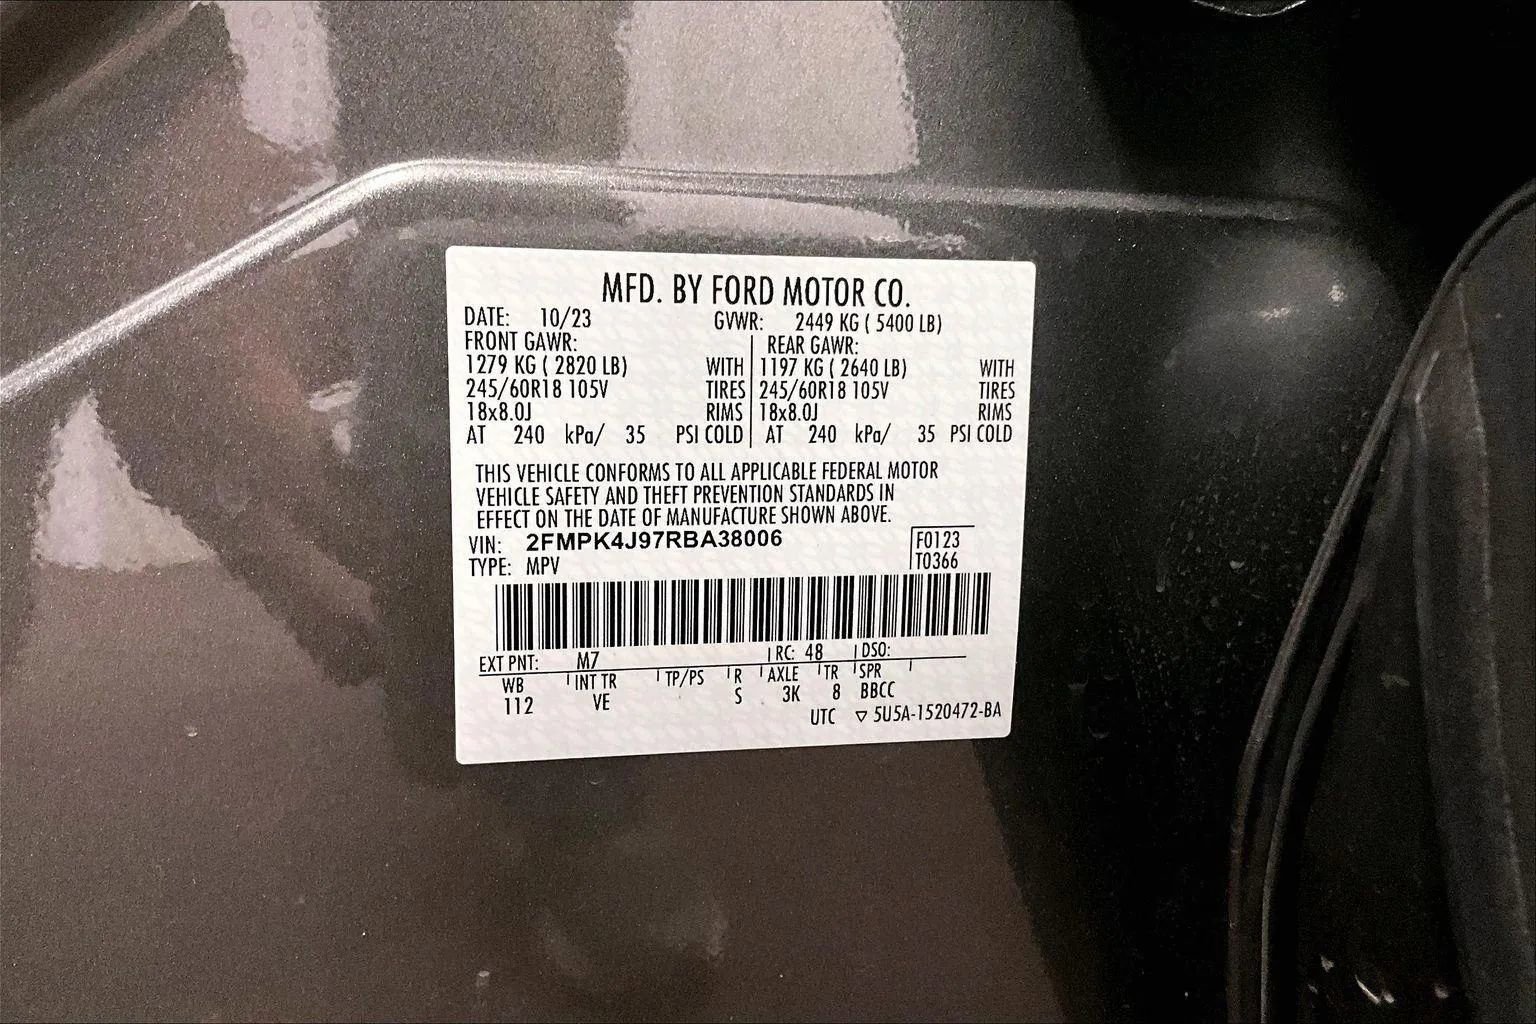 MFD. BY FORD MOTOR CO.
DATE: 10/23 GVWR: 2449 KG ( 5400 LB)
FRONT GAWR: REAR GAWR:
1279 KG ( 2820 LB) WITH 1197 KG ( 2640 LB) WITH
245/60R18 105V TIRES 245/60R18 105V TIRES
18x8.0J RIMS 18x8.0J RIMS
AT 240 kPa/ 35 PSI COLD AT 240 kPa/ 35 PSI COLD
THIS VEHICLE CONFORMS TO ALL APPLICABLE FEDERAL MOTOR
VEHICLE SAFETY AND THEFT PREVENTION STANDARDS IN
EFFECT ON THE DATE OF MANUFACTURE SHOWN ABOVE.
VIN: 2FMPK4J97RBA38006 F0123
TYPE: MPV T0366
EXT PNT: M7 RC: 48 DSO:
WB INT TR TP/PS R AXLE TR SPR
112 VE S 3K 8 BBCC
UTC ▽ 5U5A-1520472-BA